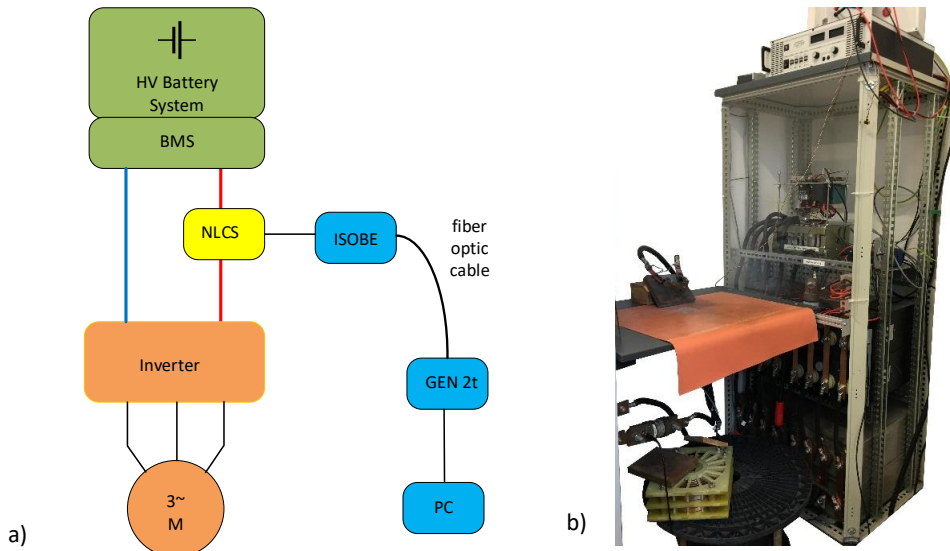 HV Battery
System
BMS
NLCS
ISOBE
fiber
optic
cable
Inverter
GEN 2t
3~
M
PC
a)
b)